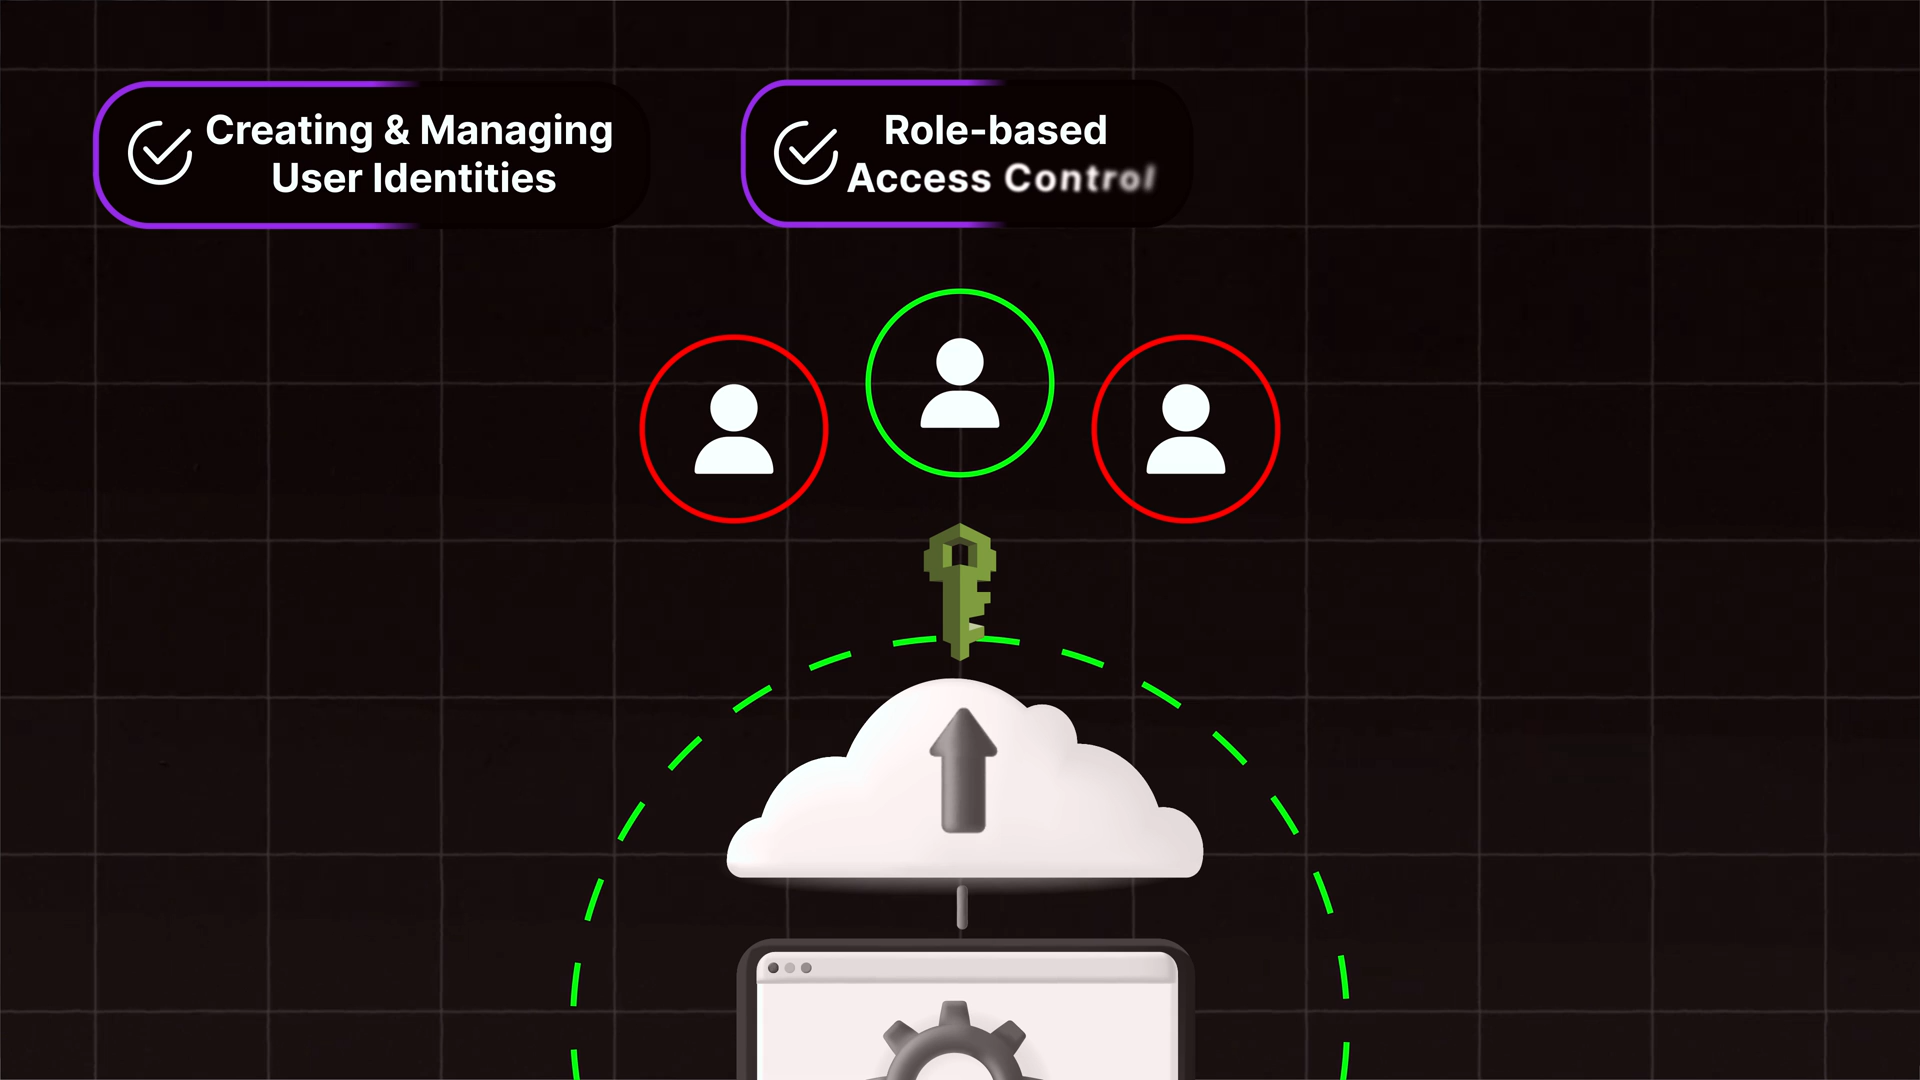 Creating & Managing
User Identities
Role-based
Access Control